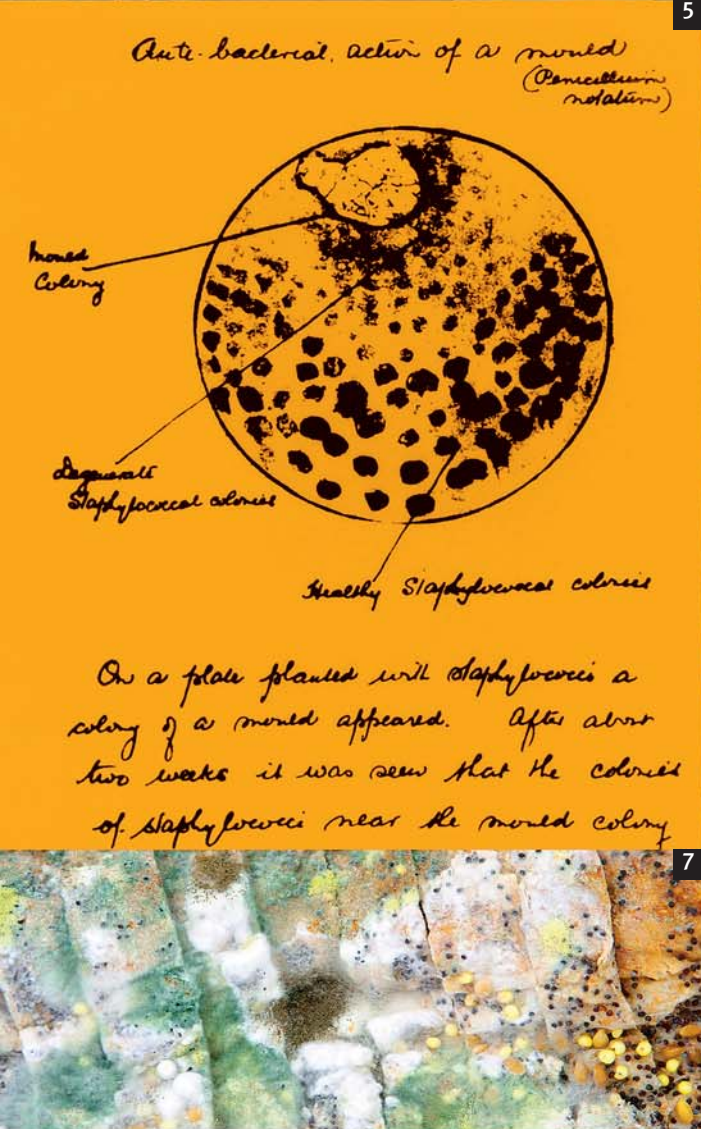 5
Anti-bacterial action of a mould
(Penicillium
notatum)
Mould
Colony
Degenerate
Staphylococcal colonies
Healthy Staphylococcal colonies
On a plate planted with staphylococci a
colony of a mould appeared. After about
two weeks it was seen that the colonies
of staphylococci near the mould colony
7